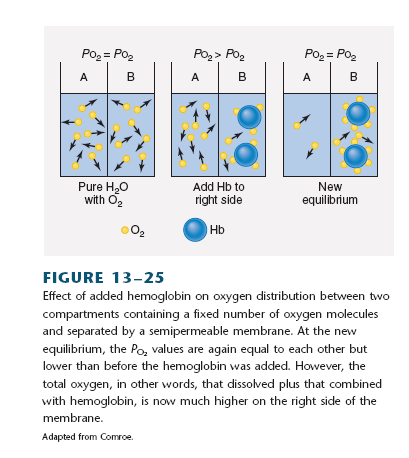 PO₂ = PO₂ PO₂ > PO₂ PO₂ = PO₂
A B A B A B
Pure H₂O with O₂
Add Hb to right side
New equilibrium
O₂ Hb
FIGURE 13–25
Effect of added hemoglobin on oxygen distribution between two
compartments containing a fixed number of oxygen molecules
and separated by a semipermeable membrane. At the new
equilibrium, the PO₂ values are again equal to each other but
lower than before the hemoglobin was added. However, the
total oxygen, in other words, that dissolved plus that combined
with hemoglobin, is now much higher on the right side of the
membrane.
Adapted from Comroe.